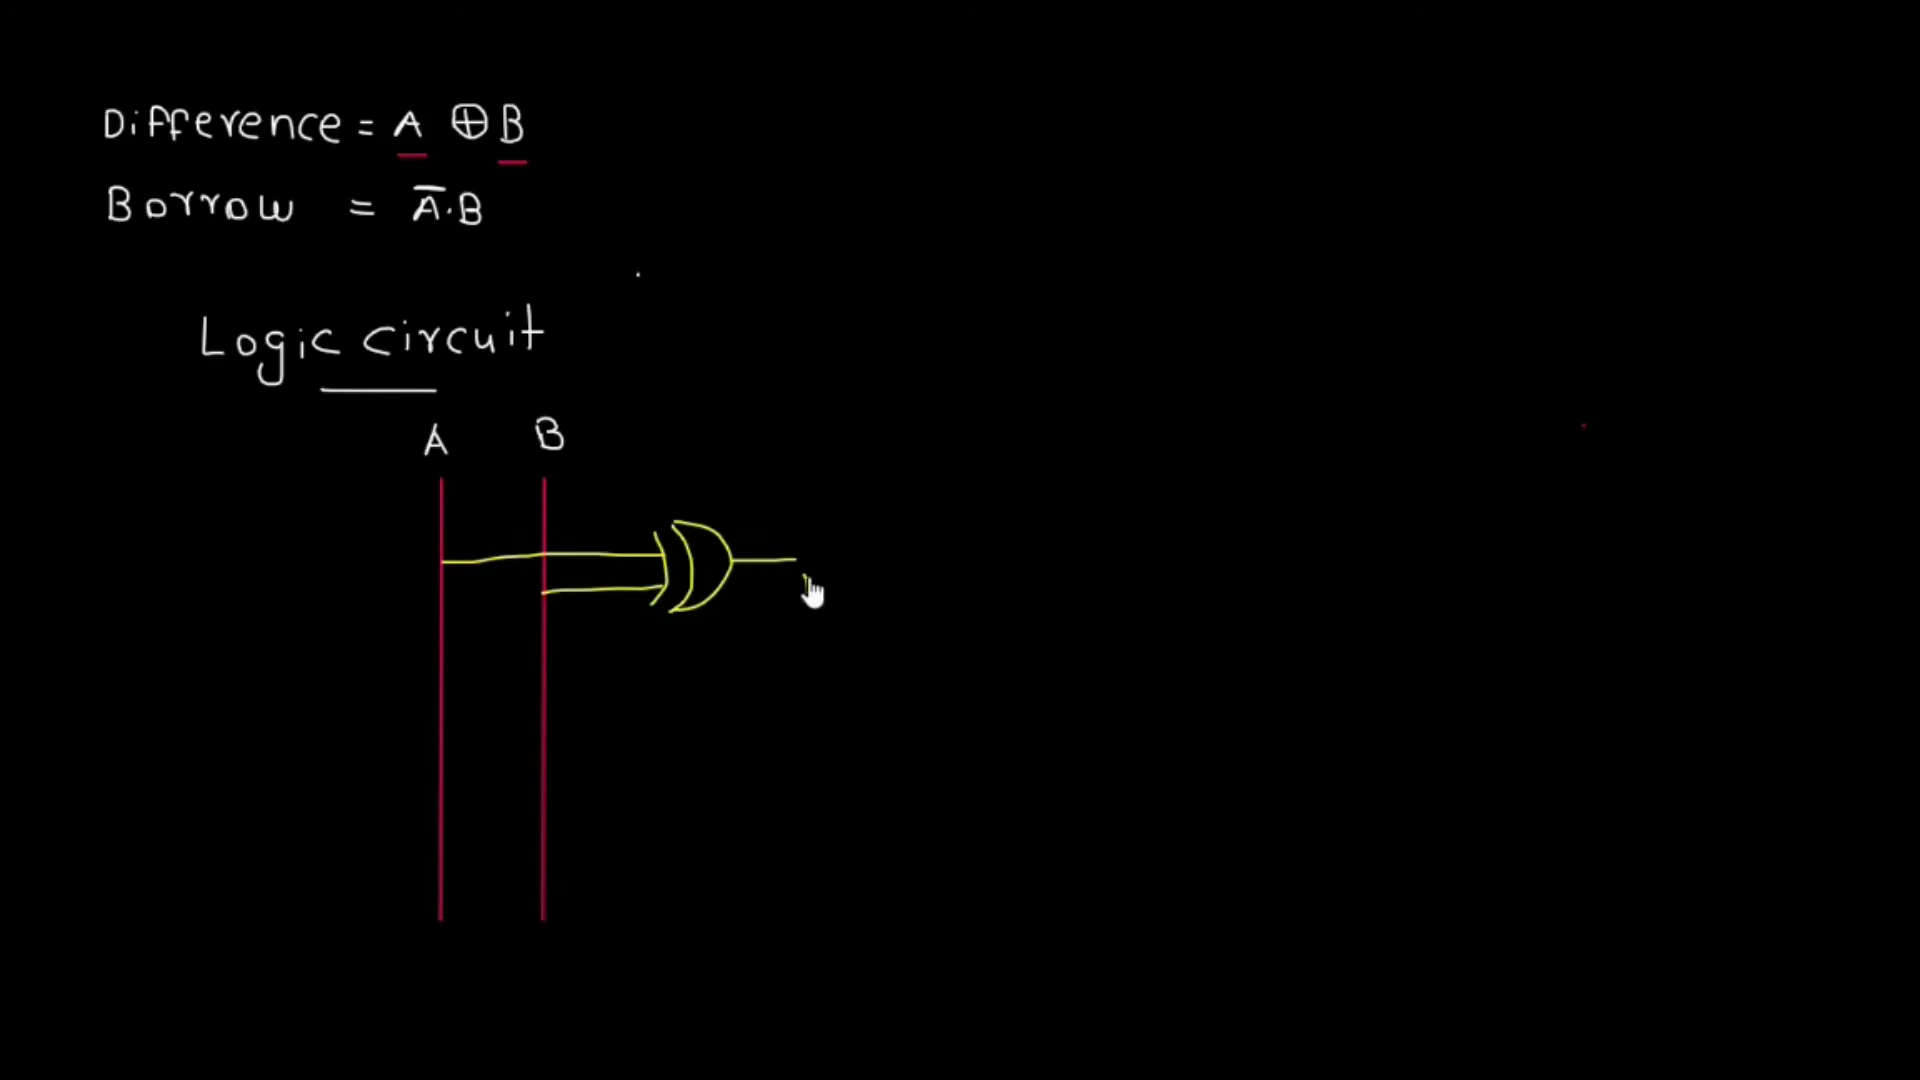 Difference = A ⊕ B
Borrow = A̅.B
Logic circuit
A B